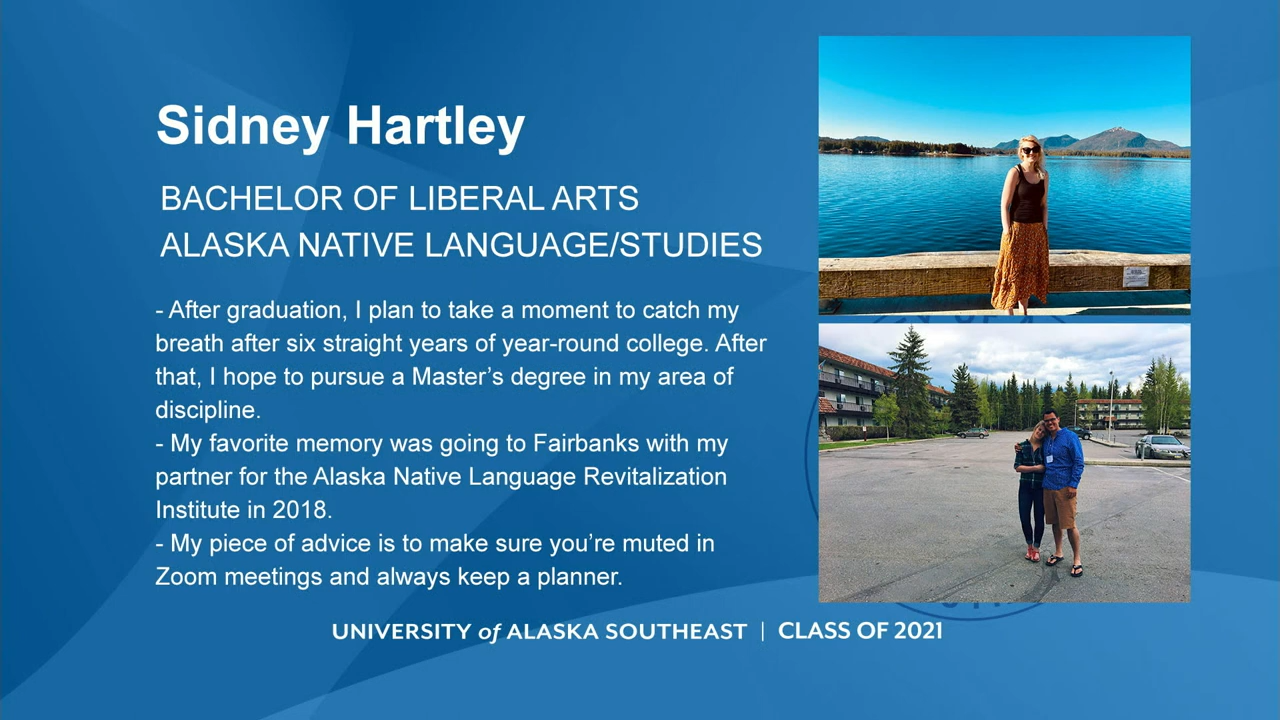 Sidney Hartley
BACHELOR OF LIBERAL ARTS
ALASKA NATIVE LANGUAGE/STUDIES
- After graduation, I plan to take a moment to catch my
breath after six straight years of year-round college. After
that, I hope to pursue a Master’s degree in my area of
discipline.
- My favorite memory was going to Fairbanks with my
partner for the Alaska Native Language Revitalization
Institute in 2018.
- My piece of advice is to make sure you’re muted in
Zoom meetings and always keep a planner.
UNIVERSITY of ALASKA SOUTHEAST | CLASS OF 2021